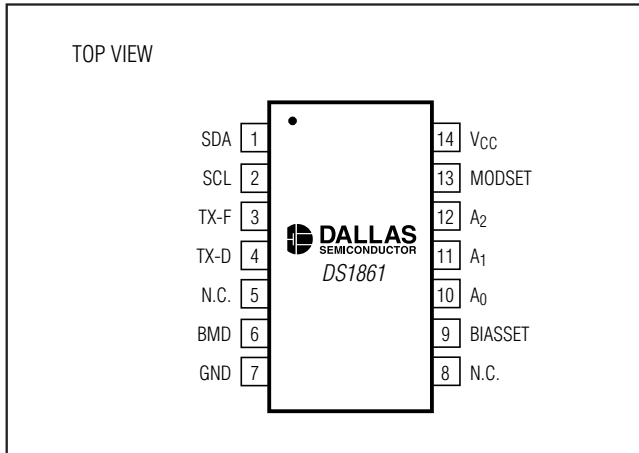 TOP VIEW
SDA 1
SCL 2
TX-F 3
TX-D 4
N.C. 5
BMD 6
GND 7
DALLAS
SEMICONDUCTOR
DS1861
14 VCC
13 MODSET
12 A2
11 A1
10 A0
9 BIASSET
8 N.C.